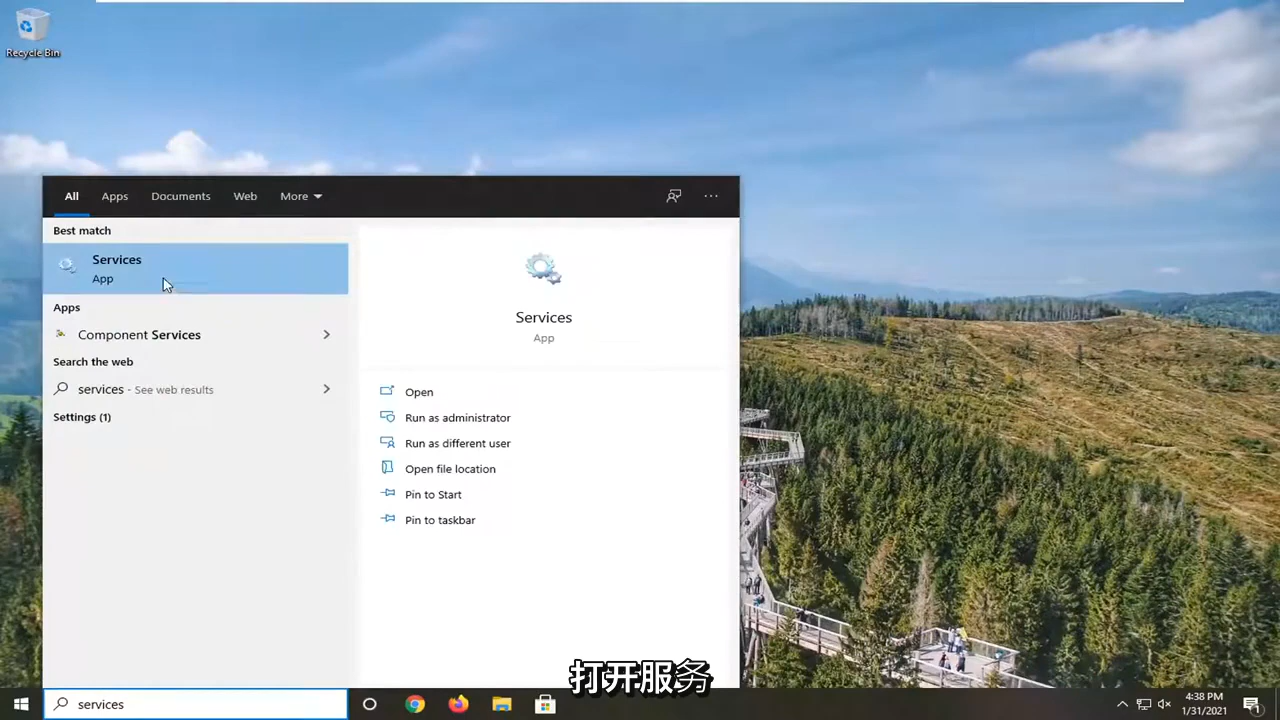 Recycle Bin
All Apps Documents Web More
Best match
Services
App
Apps
Component Services
Search the web
services - See web results
Settings (1)
Services
App
Open
Run as administrator
Run as different user
Open file location
Pin to Start
Pin to taskbar
打开服务
services
4:38 PM
1/31/2021
1